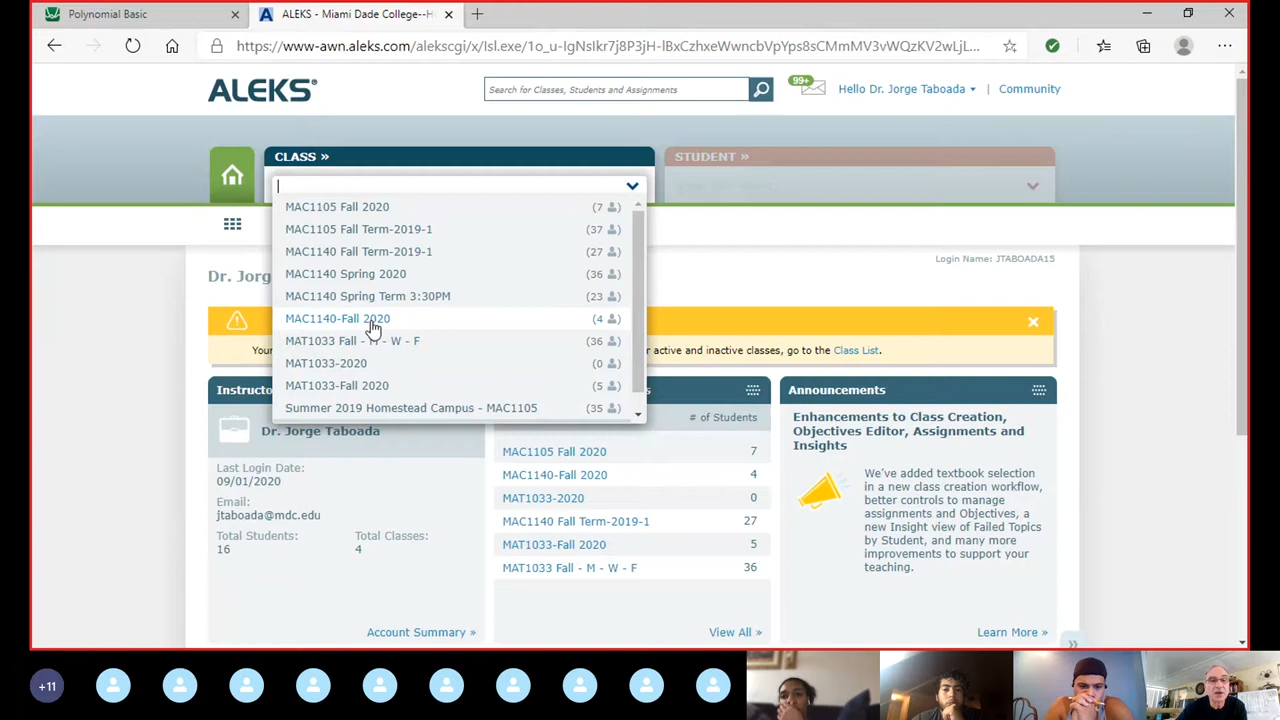 Polynomial Basic
ALEKS - Miami Dade College--H
https://www-awn.aleks.com/alekscgi/x/lsl.exe/1o_u-IgNsIkr7j8P3jH-lBxCzhxeWwncbVpYps8sCMmMV3vWQzKV2wLjL...
ALEKS®
Search for Classes, Students and Assignments
99+
Hello Dr. Jorge Taboada
Community
CLASS »
STUDENT »
MAC1105 Fall 2020 (7
MAC1105 Fall Term-2019-1 (37
MAC1140 Fall Term-2019-1 (27
MAC1140 Spring 2020 (36
MAC1140 Spring Term 3:30PM (23
MAC1140-Fall 2020 (4
MAT1033 Fall - M - W - F (36
MAT1033-2020 (0
MAT1033-Fall 2020 (5
Summer 2019 Homestead Campus - MAC1105 (35
Login Name: JTABOADA15
Dr. Jorg
You
or active and inactive classes, go to the Class List.
Instructo
Dr. Jorge Taboada
Last Login Date:
09/01/2020
Email:
jtaboada@mdc.edu
Total Students:
16
Total Classes:
4
Account Summary »
# of Students
MAC1105 Fall 2020 7
MAC1140-Fall 2020 4
MAT1033-2020 0
MAC1140 Fall Term-2019-1 27
MAT1033-Fall 2020 5
MAT1033 Fall - M - W - F 36
View All »
Announcements
Enhancements to Class Creation,
Objectives Editor, Assignments and
Insights
We've added textbook selection
in a new class creation workflow,
better controls to manage
assignments and Objectives, a
new Insight view of Failed Topics
by Student, and many more
improvements to support your
teaching.
Learn More »
+11